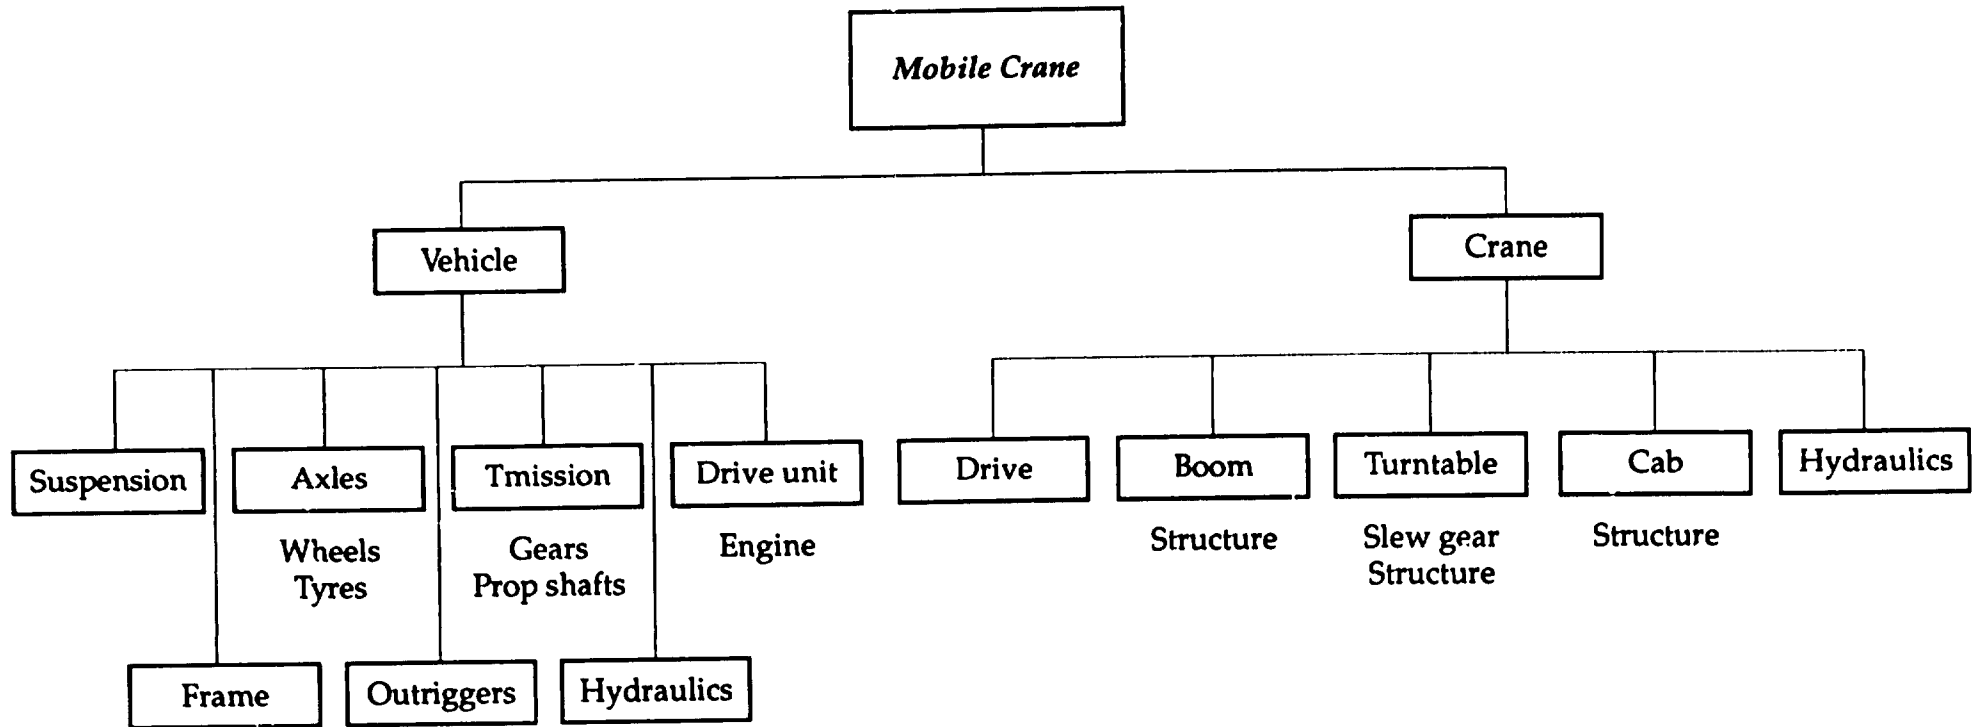 Mobile Crane
Vehicle
Crane
Suspension
Axles
Tmission
Drive unit
Drive
Boom
Turntable
Cab
Hydraulics
Wheels
Tyres
Gears
Prop shafts
Engine
Structure
Slew gear
Structure
Structure
Frame
Outriggers
Hydraulics